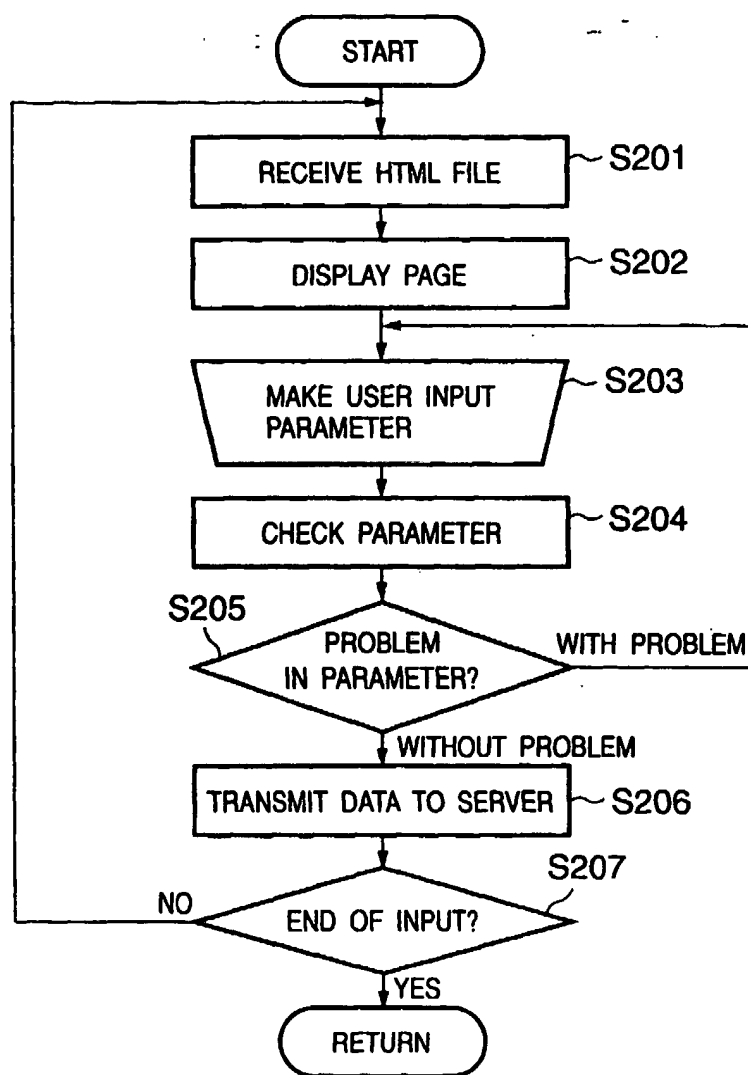 START
RECEIVE HTML FILE
S201
DISPLAY PAGE
S202
MAKE USER INPUT
PARAMETER
S203
CHECK PARAMETER
S204
S205
PROBLEM
IN PARAMETER?
WITH PROBLEM
WITHOUT PROBLEM
TRANSMIT DATA TO SERVER
S206
S207
NO
END OF INPUT?
YES
RETURN